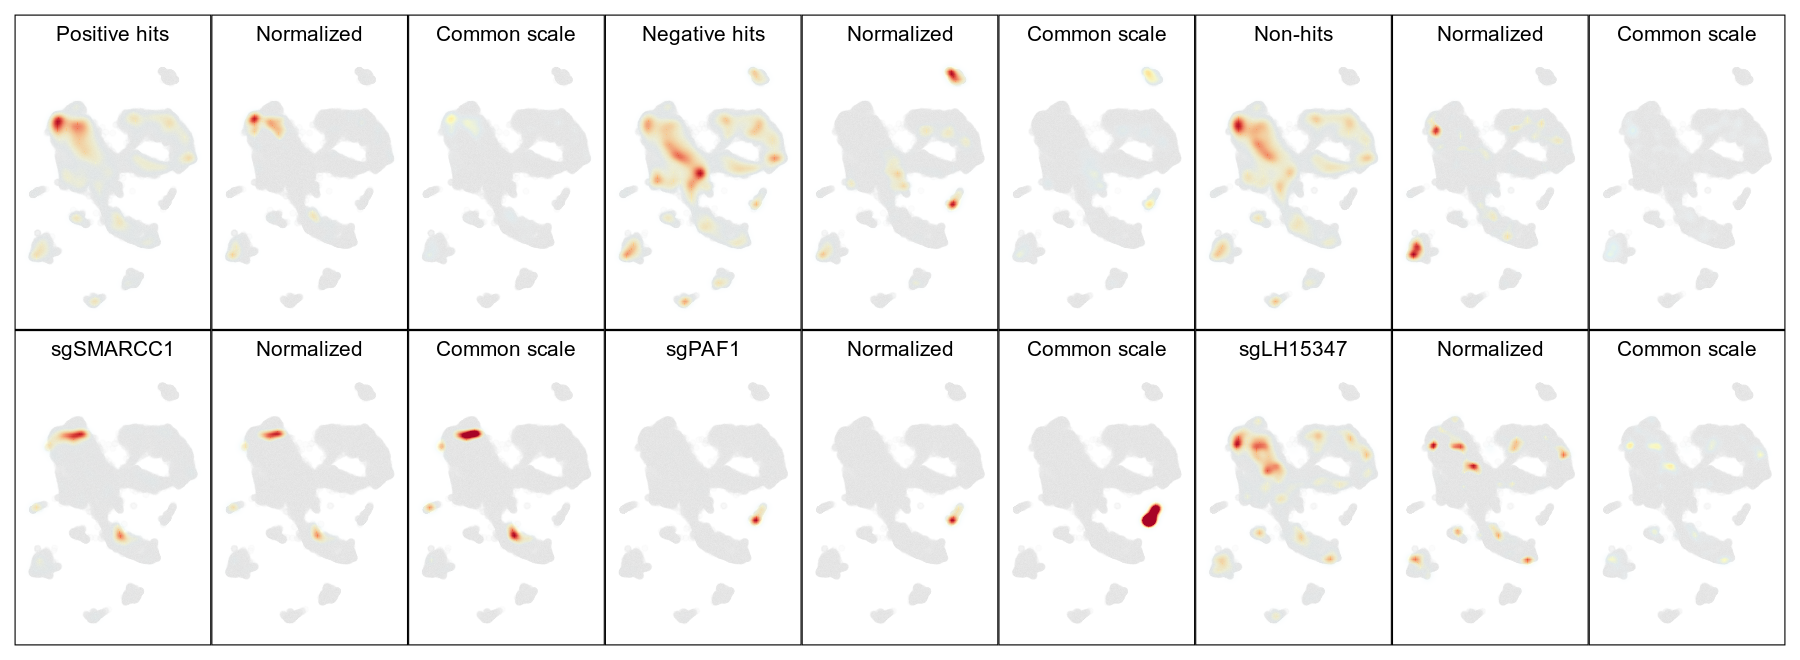 Positive hits
Normalized
Common scale
Negative hits
Normalized
Common scale
Non-hits
Normalized
Common scale
sgSMARCC1
Normalized
Common scale
sgPAF1
Normalized
Common scale
sgLH15347
Normalized
Common scale